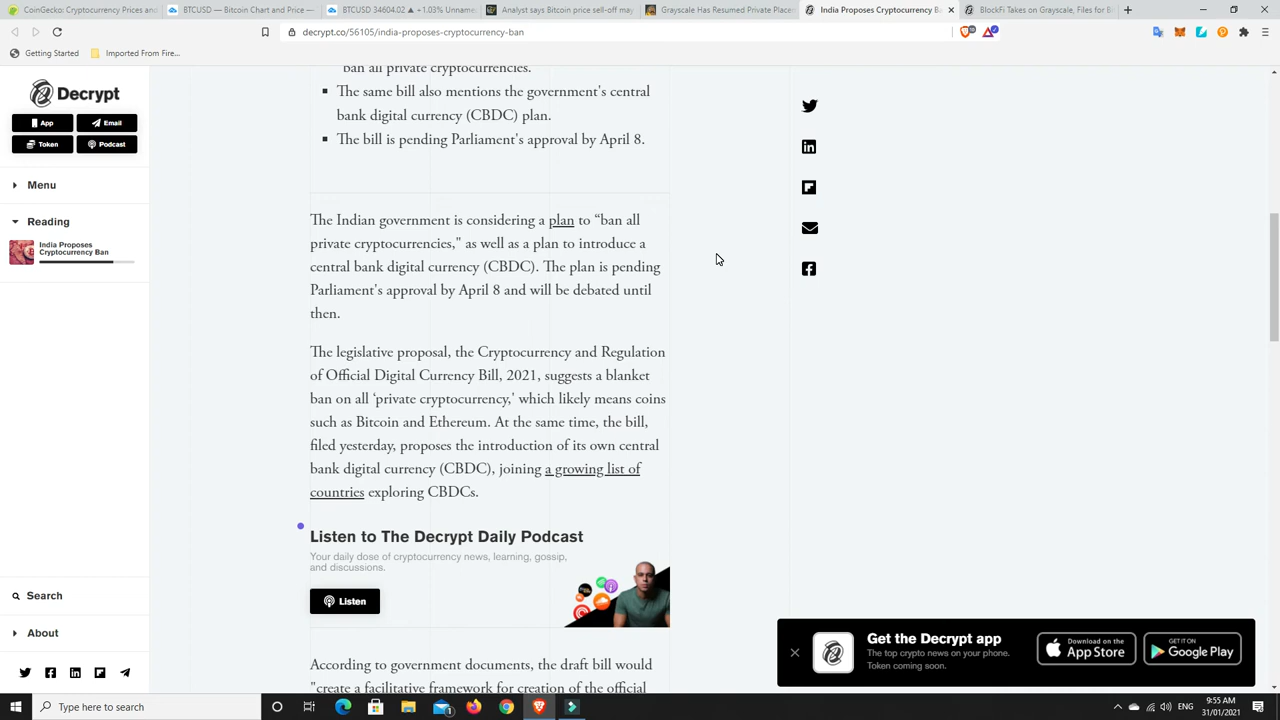 CoinGecko: Cryptocurrency Prices and
BTCUSD — Bitcoin Chart and Price —
BTCUSD 34604.02 ▲ +1.03% Unname
Analyst says Bitcoin price sell-off may
Grayscale Has Resumed Private Placem
India Proposes Cryptocurrency Ba
BlockFi Takes on Grayscale, Files for B
decrypt.co/56105/india-proposes-cryptocurrency-ban
Getting Started
Imported From Fire...
Decrypt
App
Email
Token
Podcast
Menu
Reading
India Proposes
Cryptocurrency Ban
Search
About
ban all private cryptocurrencies.
The same bill also mentions the government's central
bank digital currency (CBDC) plan.
The bill is pending Parliament's approval by April 8.
The Indian government is considering a plan to “ban all
private cryptocurrencies," as well as a plan to introduce a
central bank digital currency (CBDC). The plan is pending
Parliament's approval by April 8 and will be debated until
then.
The legislative proposal, the Cryptocurrency and Regulation
of Official Digital Currency Bill, 2021, suggests a blanket
ban on all ‘private cryptocurrency,' which likely means coins
such as Bitcoin and Ethereum. At the same time, the bill,
filed yesterday, proposes the introduction of its own central
bank digital currency (CBDC), joining a growing list of
countries exploring CBDCs.
Listen to The Decrypt Daily Podcast
Your daily dose of cryptocurrency news, learning, gossip,
and discussions.
Listen
According to government documents, the draft bill would
"create a facilitative framework for creation of the official
Get the Decrypt app
The top crypto news on your phone.
Token coming soon.
Download on the
App Store
GET IT ON
Google Play
Type here to search
ENG
9:55 AM
31/01/2021